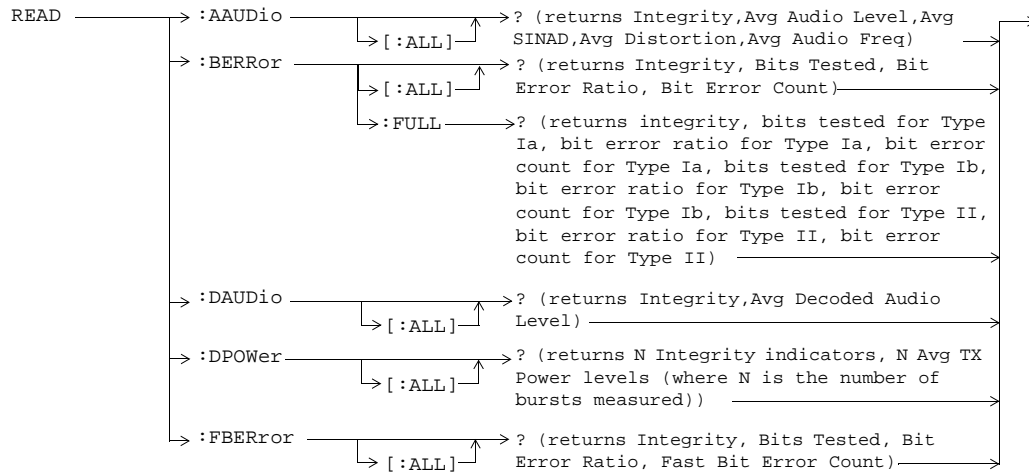 READ :AAUDio ? (returns Integrity,Avg Audio Level,Avg
[:ALL] SINAD,Avg Distortion,Avg Audio Freq)
:BERRor ? (returns Integrity, Bits Tested, Bit
[:ALL] Error Ratio, Bit Error Count)
:FULL ? (returns integrity, bits tested for Type
Ia, bit error ratio for Type Ia, bit error
count for Type Ia, bits tested for Type Ib,
bit error ratio for Type Ib, bit error
count for Type Ib, bits tested for Type II,
bit error ratio for Type II, bit error
count for Type II)
:DAUDio ? (returns Integrity,Avg Decoded Audio
[:ALL] Level)
:DPOWer ? (returns N Integrity indicators, N Avg TX
[:ALL] Power levels (where N is the number of
bursts measured))
:FBERror ? (returns Integrity, Bits Tested, Bit
[:ALL] Error Ratio, Fast Bit Error Count)